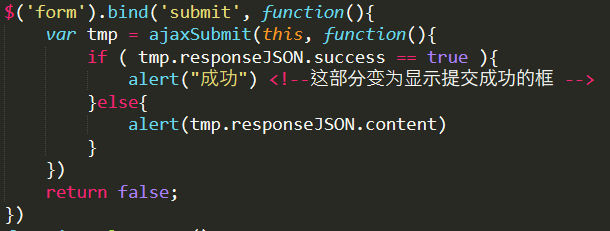 $('form').bind('submit', function(){
    var tmp = ajaxSubmit(this, function(){
        if ( tmp.responseJSON.success == true ){
            alert("成功") <!--这部分变为显示提交成功的框 -->
        }else{
            alert(tmp.responseJSON.content)
        }
    })
    return false;
})